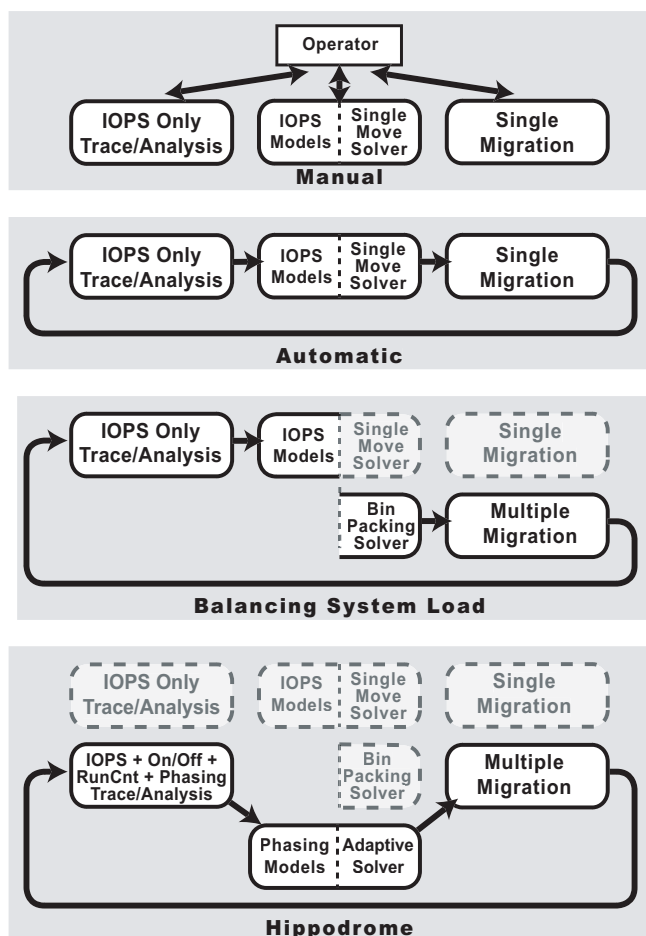 Operator
IOPS Only
Trace/Analysis
IOPS
Models
Single
Move
Solver
Single
Migration
Manual
IOPS Only
Trace/Analysis
IOPS
Models
Single
Move
Solver
Single
Migration
Automatic
IOPS Only
Trace/Analysis
IOPS
Models
Single
Move
Solver
Single
Migration
Bin
Packing
Solver
Multiple
Migration
Balancing System Load
IOPS Only
Trace/Analysis
IOPS
Models
Single
Move
Solver
Single
Migration
IOPS + On/Off +
RunCnt + Phasing
Trace/Analysis
Bin
Packing
Solver
Multiple
Migration
Phasing
Models
Adaptive
Solver
Hippodrome